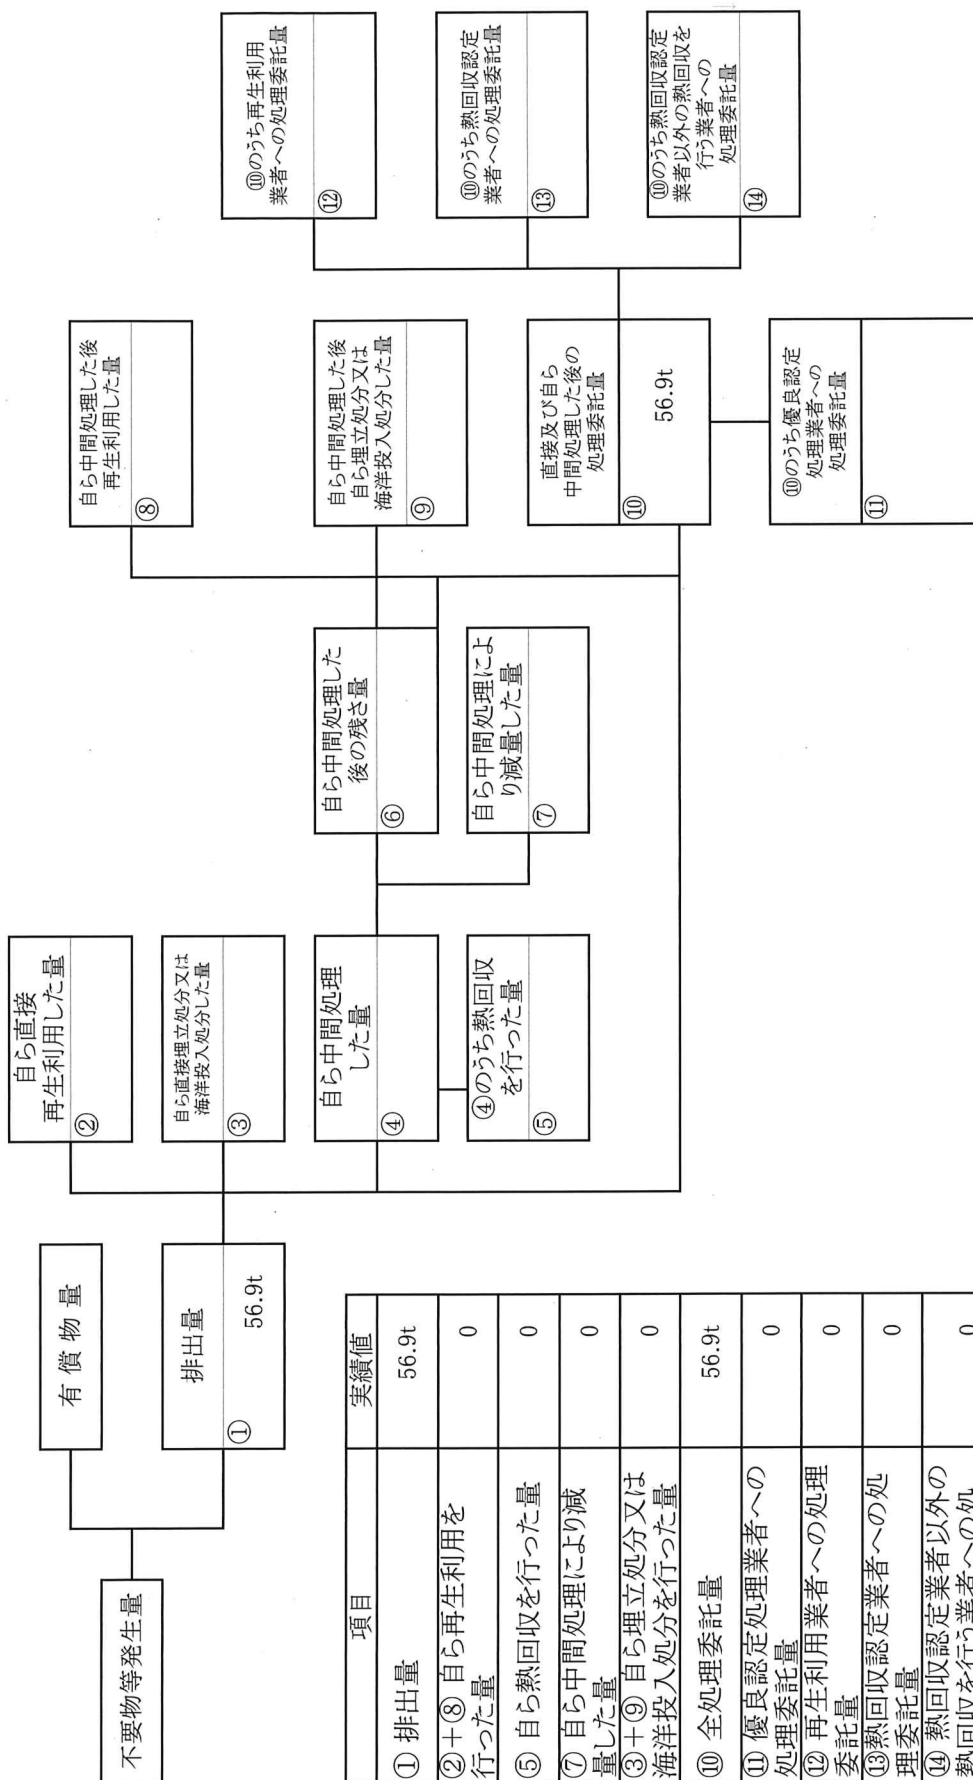 不要物等発生量
有 償 物 量
排出量
①
56.9t
自ら直接
再生利用した量
②
自ら直接埋立処分又は
海洋投入処分した量
③
自ら中間処理
した量
④
④のうち熱回収
を行った量
⑤
自ら中間処理した
後の残さ量
⑥
自ら中間処理によ
り減量した量
⑦
自ら中間処理した後
再生利用した量
⑧
自ら中間処理した後
自ら埋立処分又は
海洋投入処分した量
⑨
直接及び自ら
中間処理した後の
処理委託量
⑩
56.9t
⑩のうち優良認定
処理業者への
処理委託量
⑪
⑩のうち再生利用
業者への処理委託量
⑫
⑩のうち熱回収認定
業者への処理委託量
⑬
⑩のうち熱回収認定
業者以外の熱回収を
行う業者への
処理委託量
⑭
項目 実績値
① 排出量 56.9t
②+⑧ 自ら再生利用を
行った量 0
⑤ 自ら熱回収を行った量 0
⑦ 自ら中間処理により減
量した量 0
③+⑨ 自ら埋立処分又は
海洋投入処分を行った量 0
⑩ 全処理委託量 56.9t
⑪ 優良認定処理業者への
処理委託量 0
⑫ 再生利用業者への処理
委託量 0
⑬熱回収認定業者への処
理委託量 0
⑭ 熱回収認定業者以外の
熱回収を行う業者への処 0